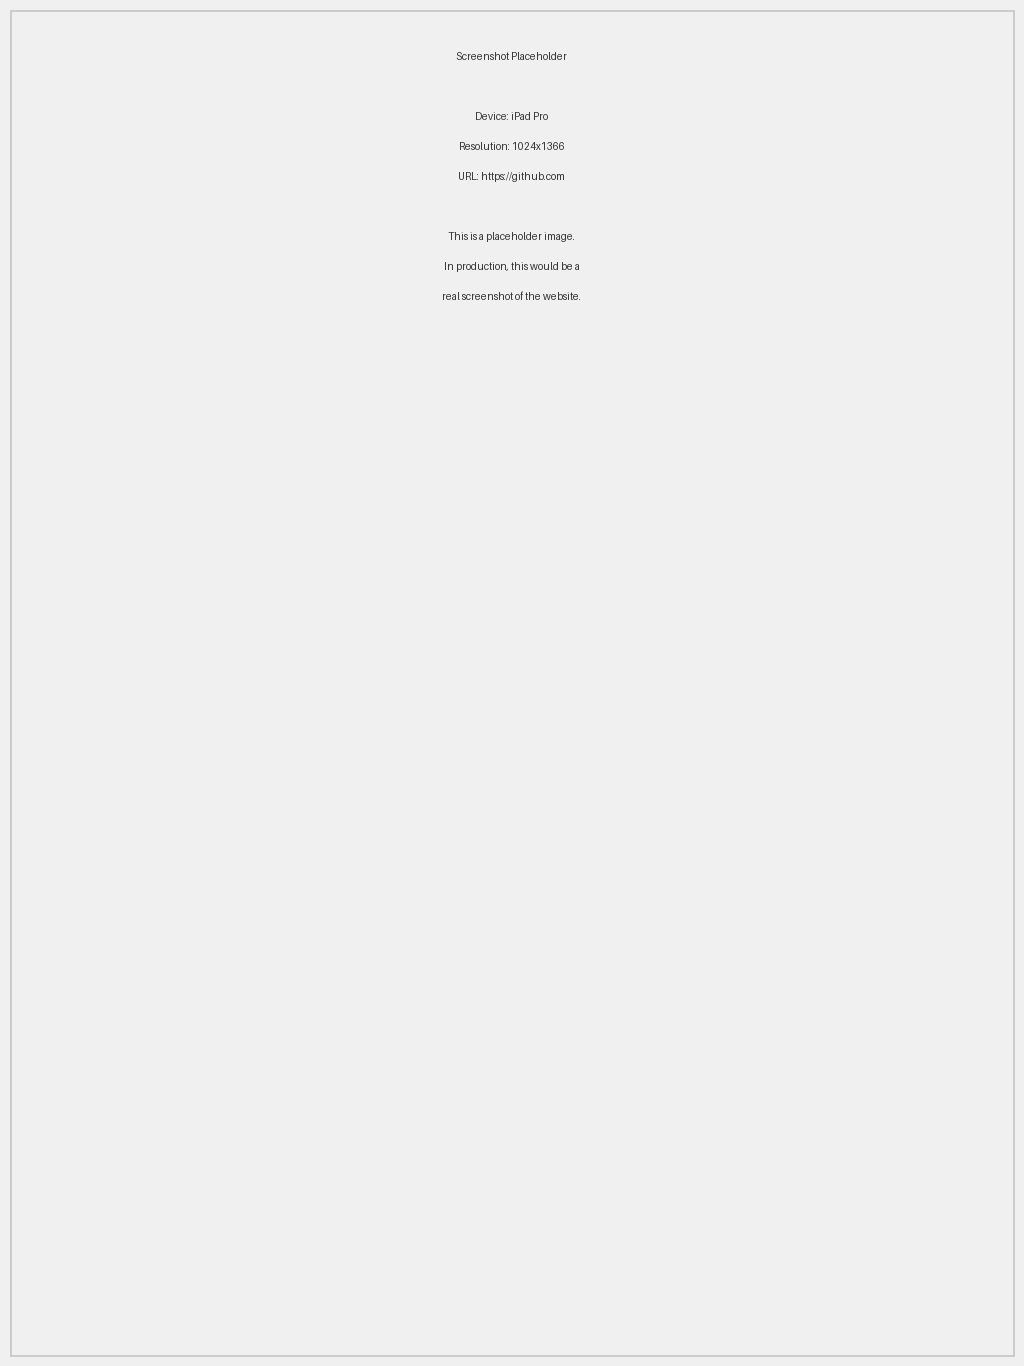 Screenshot Placeholder
Device: iPad Pro
Resolution: 1024x1366
URL: https://github.com
This is a placeholder image.
In production, this would be a
real screenshot of the website.